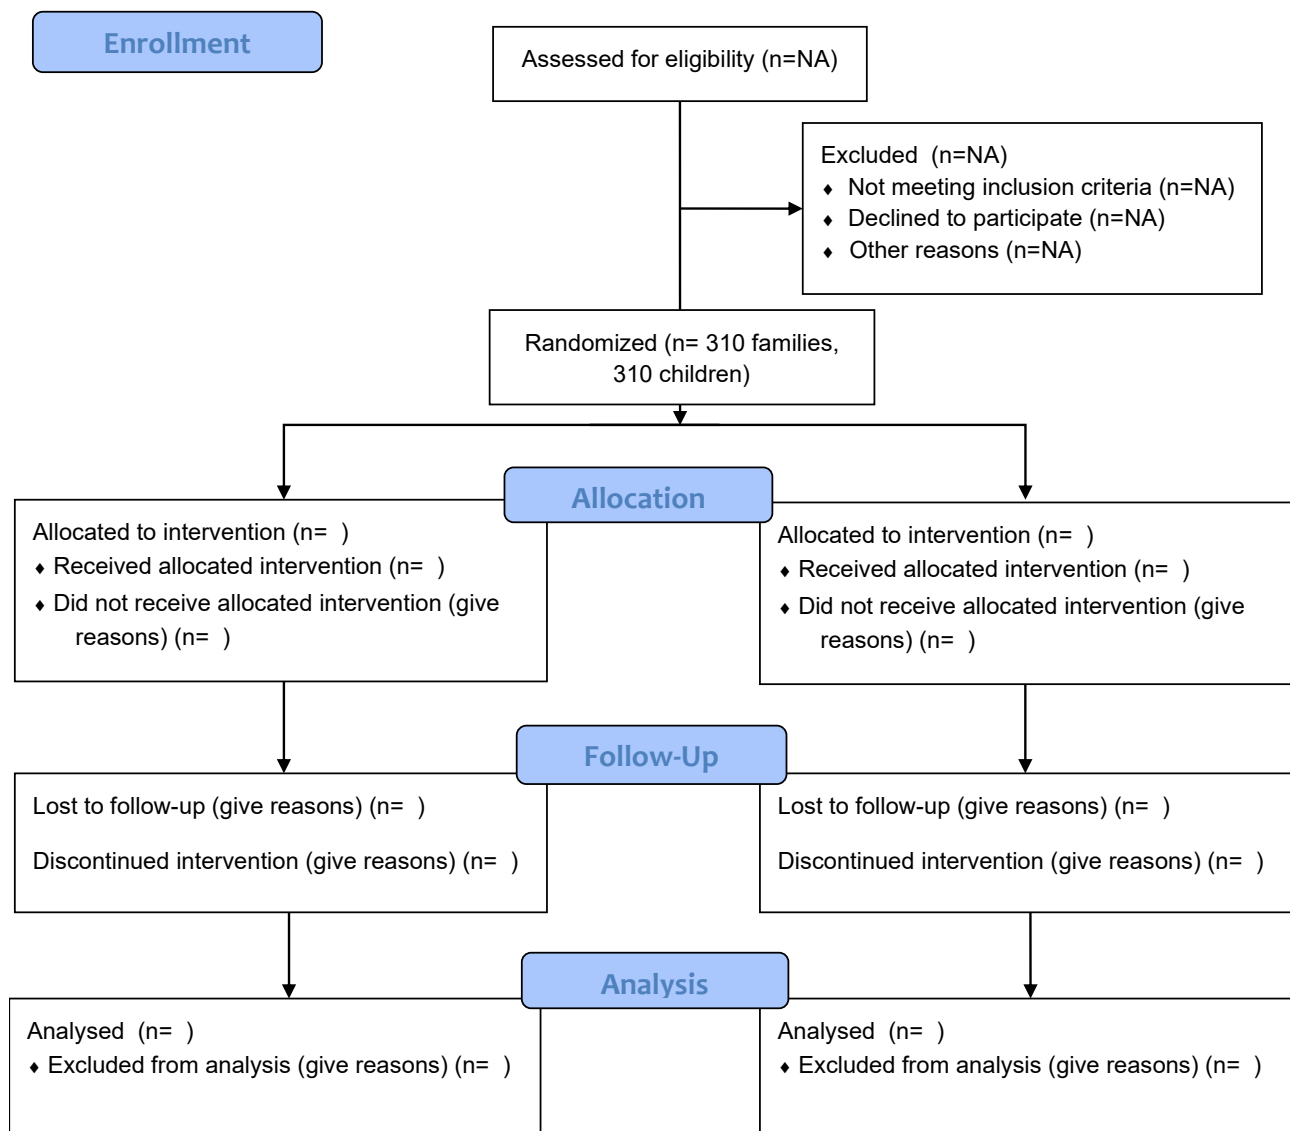 Enrollment
Assessed for eligibility (n=NA)
Excluded  (n=NA)
♦ Not meeting inclusion criteria (n=NA)
♦ Declined to participate (n=NA)
♦ Other reasons (n=NA)
Randomized (n= 310 families,
310 children)
Allocation
Allocated to intervention (n=  )
♦ Received allocated intervention (n=  )
♦ Did not receive allocated intervention (give
reasons) (n=  )
Allocated to intervention (n=  )
♦ Received allocated intervention (n=  )
♦ Did not receive allocated intervention (give
reasons) (n=  )
Follow-Up
Lost to follow-up (give reasons) (n=  )
Discontinued intervention (give reasons) (n=  )
Lost to follow-up (give reasons) (n=  )
Discontinued intervention (give reasons) (n=  )
Analysis
Analysed  (n=  )
♦ Excluded from analysis (give reasons) (n=  )
Analysed  (n=  )
♦ Excluded from analysis (give reasons) (n=  )